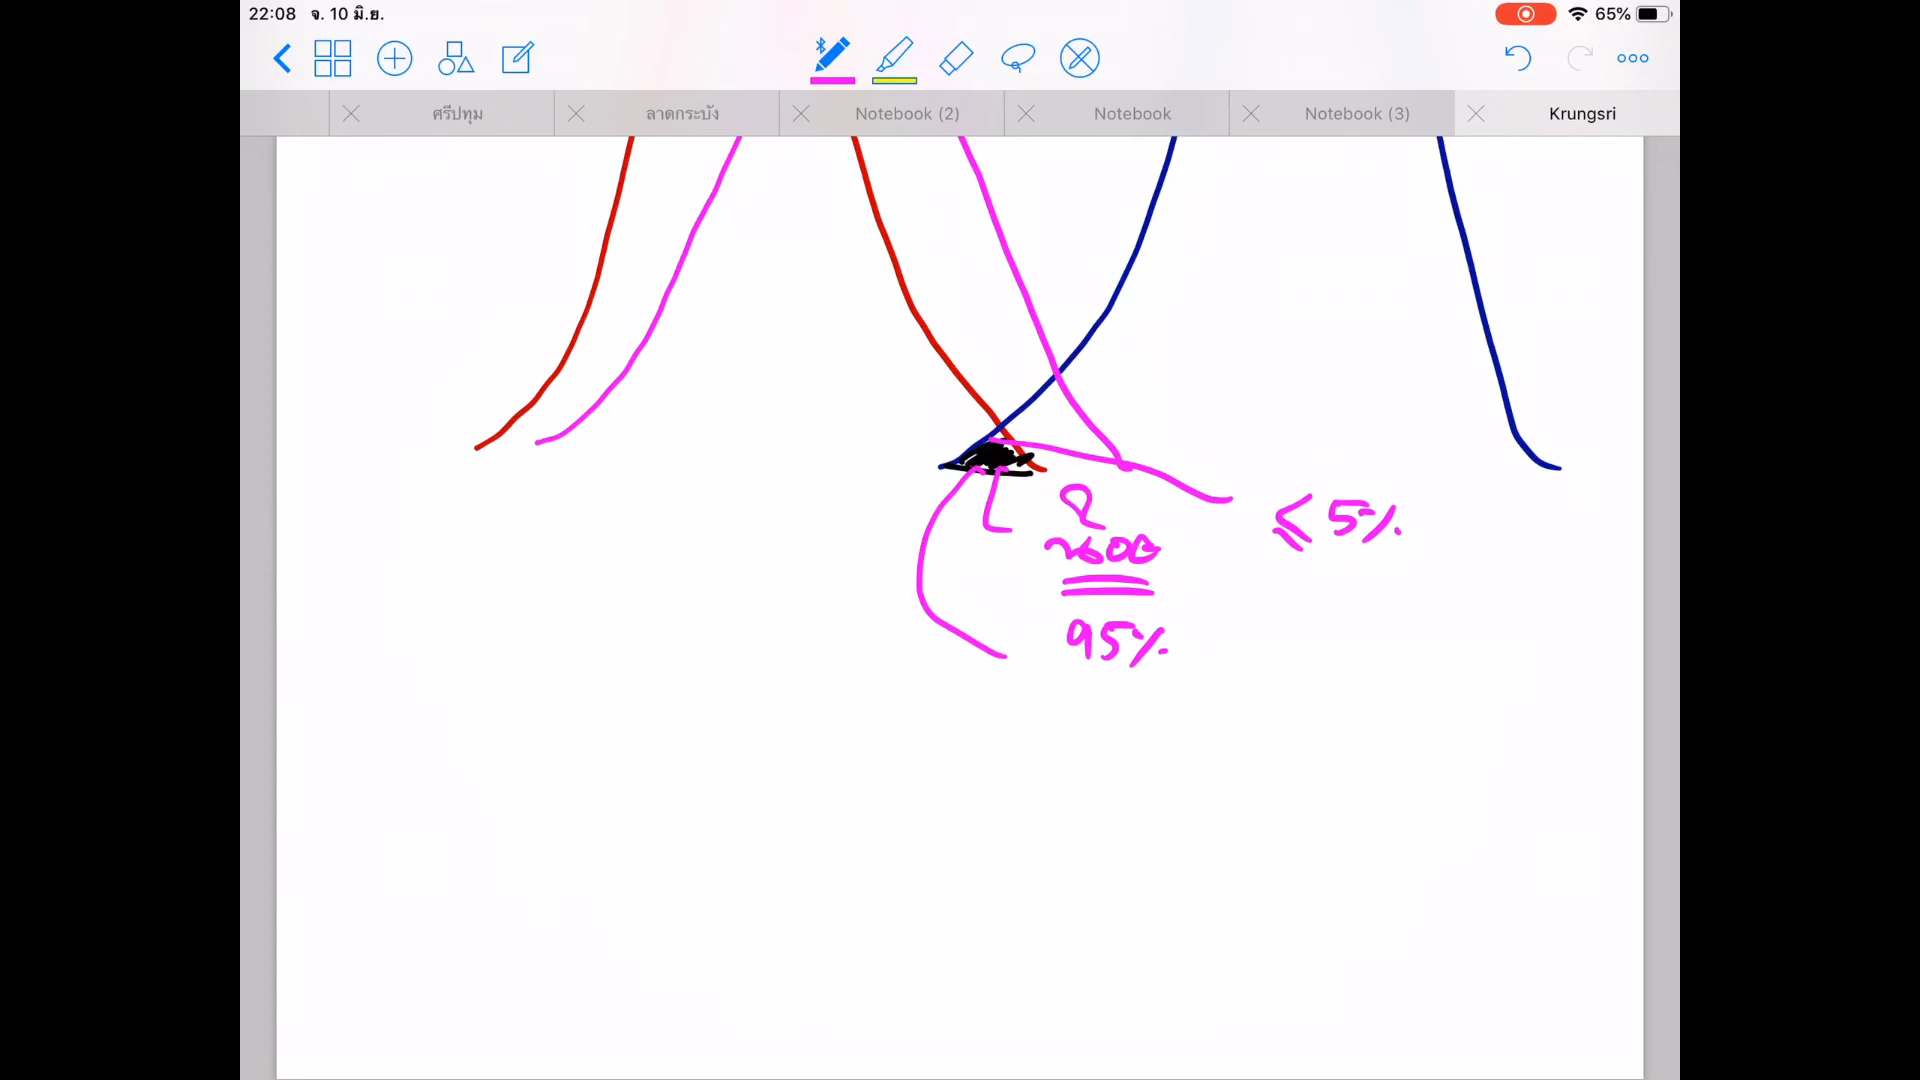 22:08 จ. 10 มิ.ย. 65%
ศรีปทุม ลาดกระบัง Notebook (2) Notebook Notebook (3) Krungsri
≤ 5%
95%